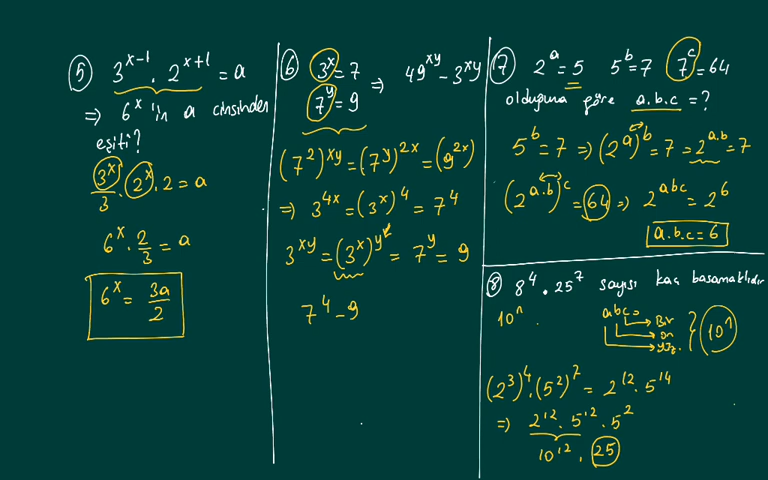 5 3^{x-1} . 2^{x+1} = a
⇒ 6^x 'in a cinsinden
eşiti?
3^x/3 . 2^x . 2 = a
6^x . 2/3 = a
6^x = 3a/2
6 3^x = 7 ⇒ 49^{xy} - 3^{xy}
7^y = 9
(7^2)^{xy} = (7^y)^{2x} = (9^{2x})
⇒ 3^{4x} = (3^x)^4 = 7^4
3^{xy} = (3^x)^y = 7^y = 9
7^4 - 9
7 2^a = 5 5^b = 7 7^c = 64
olduğuna göre a.b.c = ?
5^b = 7 ⇒ (2^a)^b = 7 = 2^{a.b} = 7
(2^{a.b})^c = 64 ⇒ 2^{abc} = 2^6
a.b.c = 6
8 8^4 . 25^7 sayısı kaç basamaklıdır
10^n . abc =
Bir
on
yüz.
10^n
(2^3)^4 . (5^2)^7 = 2^{12} . 5^{14}
⇒ 2^{12} . 5^{12} . 5^2
10^{12} . 25